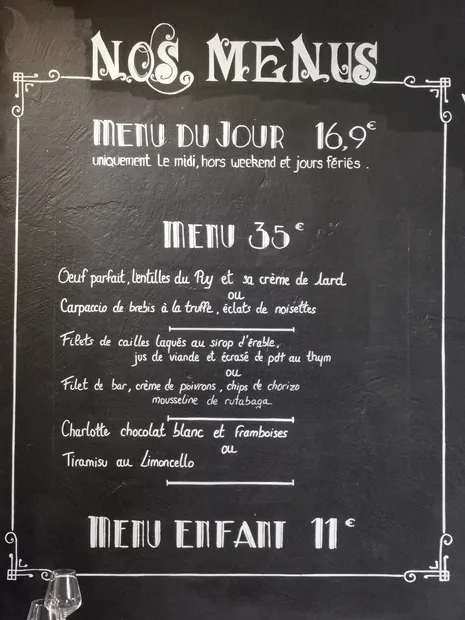 NOS MENUS
MENU DU JOUR 16,9€
uniquement le midi, hors weekend et jours fériés.
MENU 35€
Oeuf parfait, lentilles du Puy et sa crème de lard
ou
Carpaccio de brebis à la truffe, éclats de noisettes
Filets de cailles laqués au sirop d'érable,
jus de viande et écrasé de pdt au thym
ou
Filet de bar, crème de poivrons, chips de chorizo
mousseline de rutabaga
Charlotte chocolat blanc et framboises
ou
Tiramisu au Limoncello
MENU ENFANT 11€